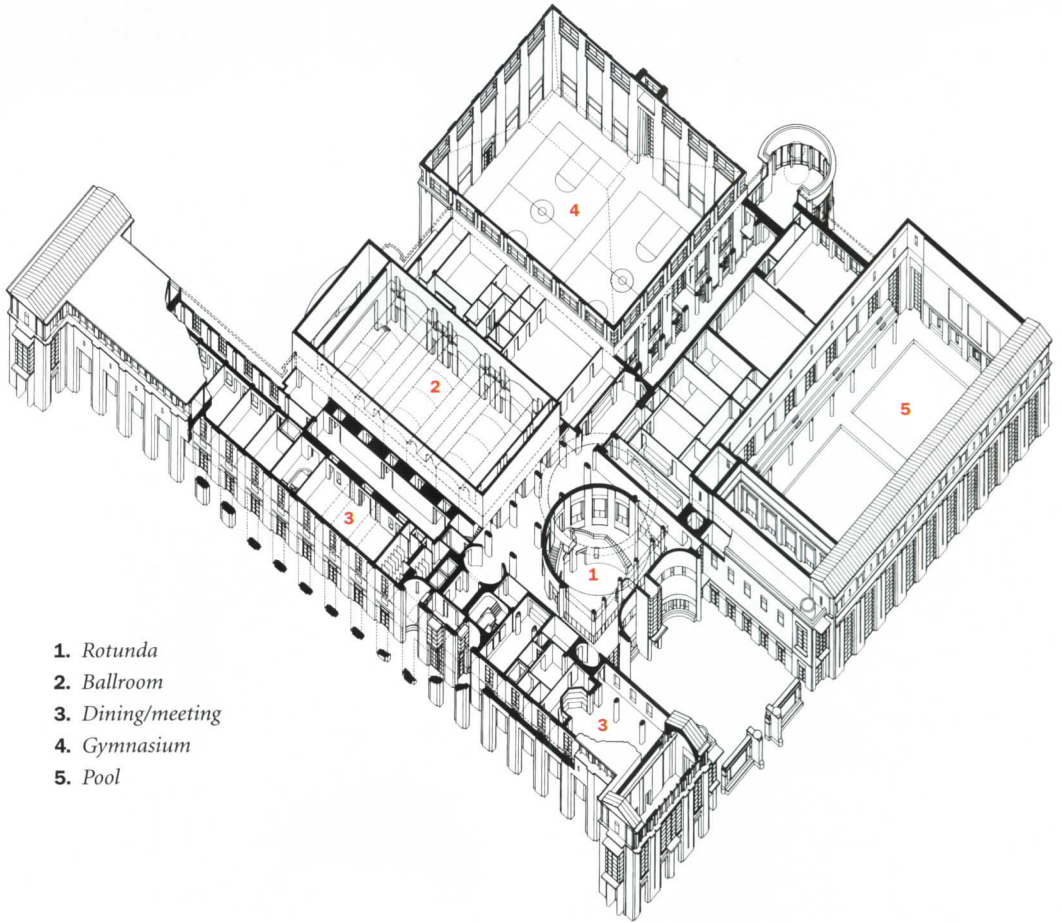 4
2
5
3
1
3
1. Rotunda
2. Ballroom
3. Dining/meeting
4. Gymnasium
5. Pool